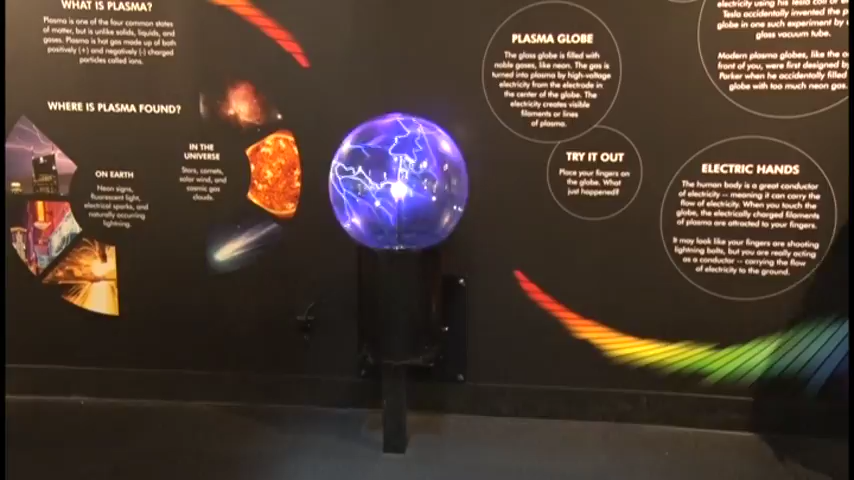 WHAT IS PLASMA?
Plasma is one of the four common states
of matter, but is unlike solids, liquids, and
gases. Plasma is hot gas made up of both
positively (+) and negatively (-) charged
particles called ions.
WHERE IS PLASMA FOUND?
ON EARTH
Neon signs,
fluorescent light,
electrical sparks, and
naturally occurring
lightning.
IN THE
UNIVERSE
Stars, comets,
solar wind, and
cosmic gas
clouds.
PLASMA GLOBE
The glass globe is filled with
noble gases, like neon. The gas is
turned into plasma by high-voltage
electricity from the electrode in
the center of the globe. The
electricity creates visible
filaments or lines
of plasma.
TRY IT OUT
Place your fingers on
the globe. What
just happened?
electricity using his Tesla coil
Tesla accidentally invented the
globe in one such experiment by
glass vacuum tube.
Modern plasma globes, like the
front of you, were first designed
Parker when he accidentally filled
globe with too much neon gas.
ELECTRIC HANDS
The human body is a great conductor
of electricity -- meaning it can carry the
flow of electricity. When you touch the
globe, the electrically charged filaments
of plasma are attracted to your fingers.
It may look like your fingers are shooting
lightning bolts, but you are really acting
as a conductor -- carrying the flow
of electricity to the ground.